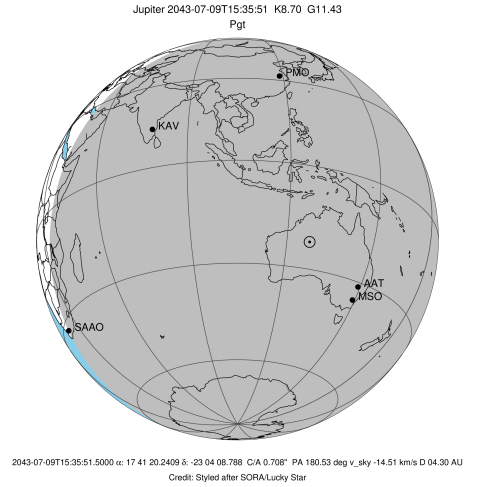 Jupiter 2043-07-09T15:35:51 K8.70 G11.43
Pgt
PMO
KAV
AAT
MSO
SAAO
2043-07-09T15:35:51.5000 α: 17 41 20.2409 δ: -23 04 08.788 C/A 0.708" PA 180.53 deg v_sky -14.51 km/s D 04.30 AU
Credit: Styled after SORA/Lucky Star